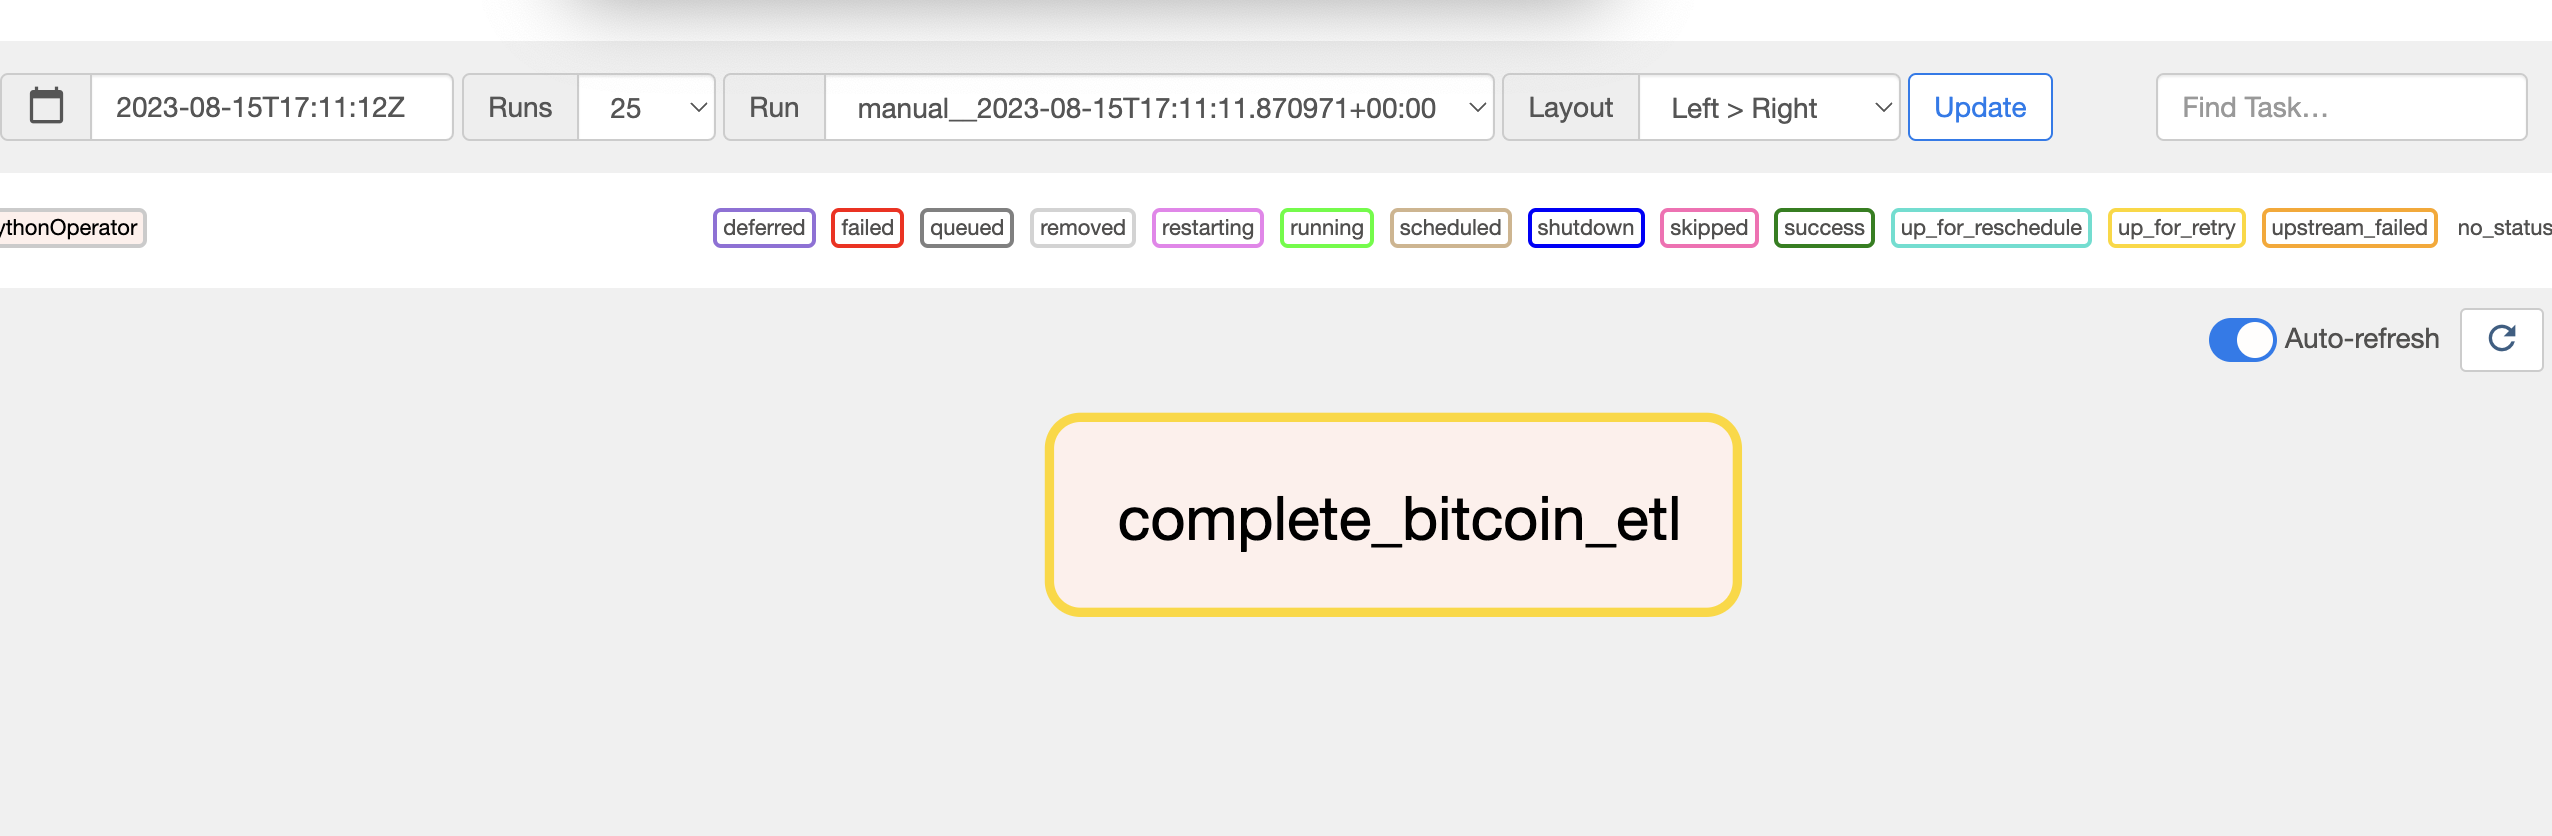 2023-08-15T17:11:12Z Runs 25 Run manual__2023-08-15T17:11:11.870971+00:00 Layout Left > Right Update Find Task...
ythonOperator deferred failed queued removed restarting running scheduled shutdown skipped success up_for_reschedule up_for_retry upstream_failed no_status
Auto-refresh
complete_bitcoin_etl